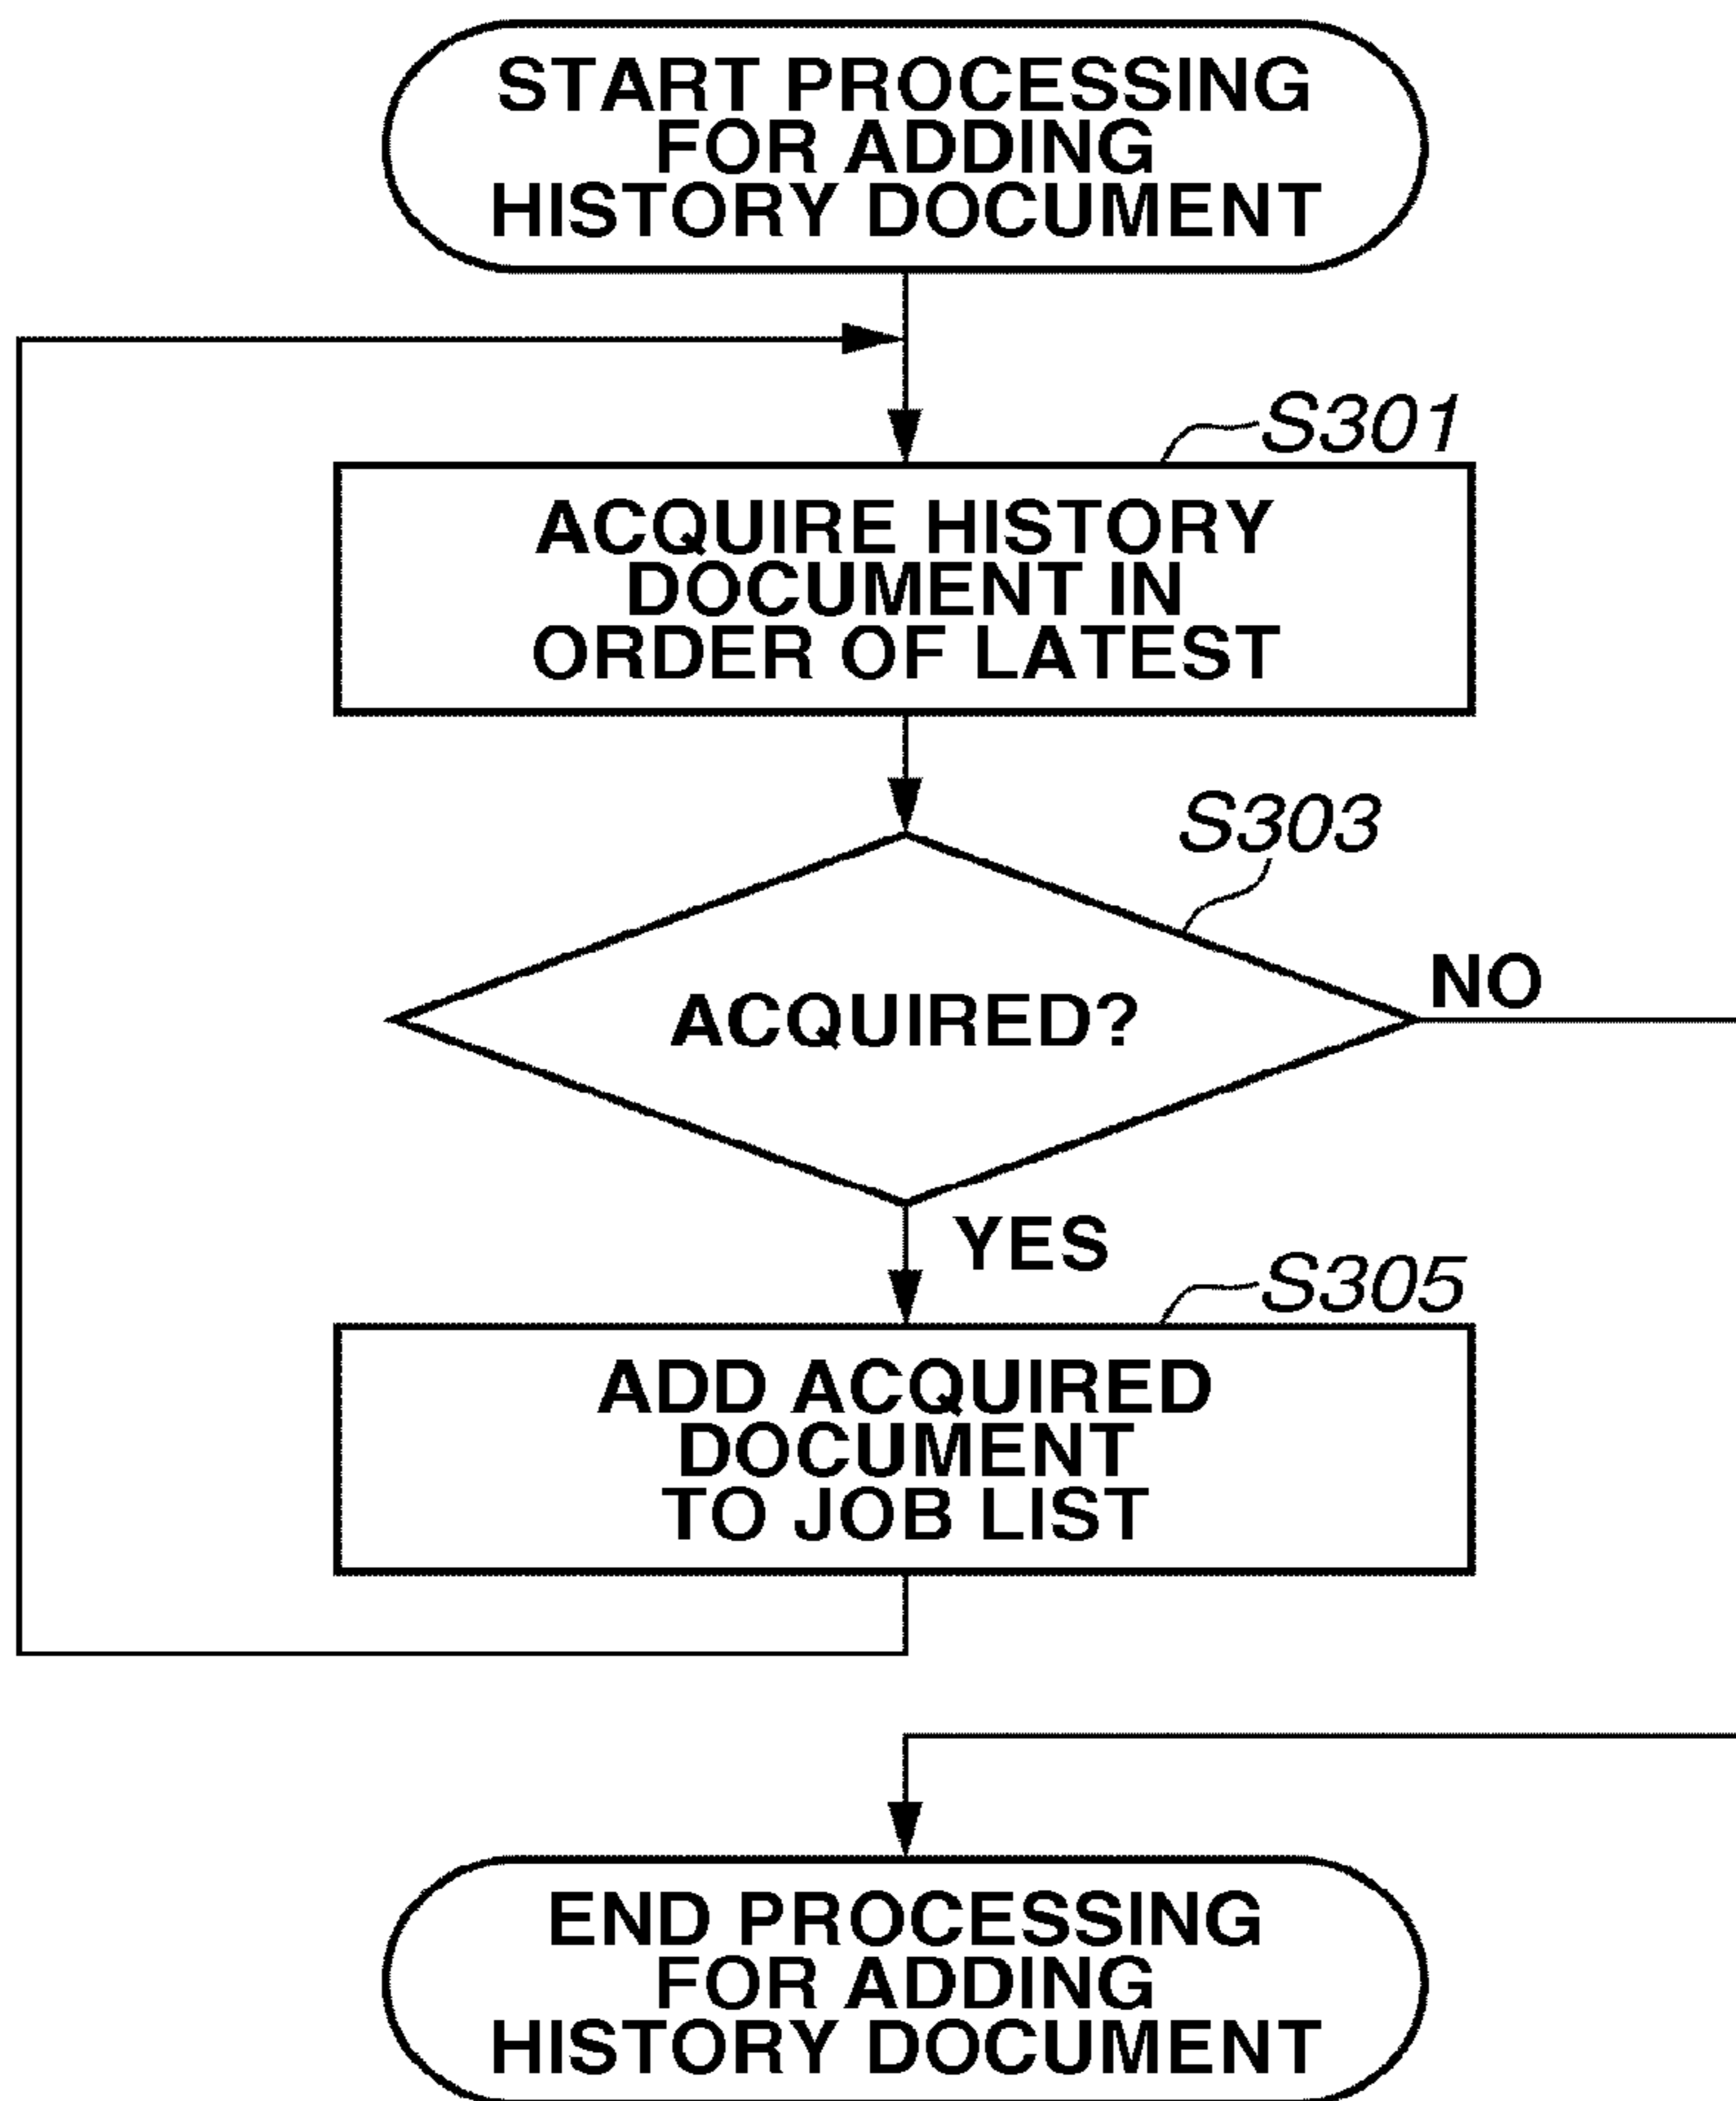 START PROCESSING
FOR ADDING
HISTORY DOCUMENT
S301
ACQUIRE HISTORY
DOCUMENT IN
ORDER OF LATEST
S303
ACQUIRED?
NO
YES
S305
ADD ACQUIRED
DOCUMENT
TO JOB LIST
END PROCESSING
FOR ADDING
HISTORY DOCUMENT